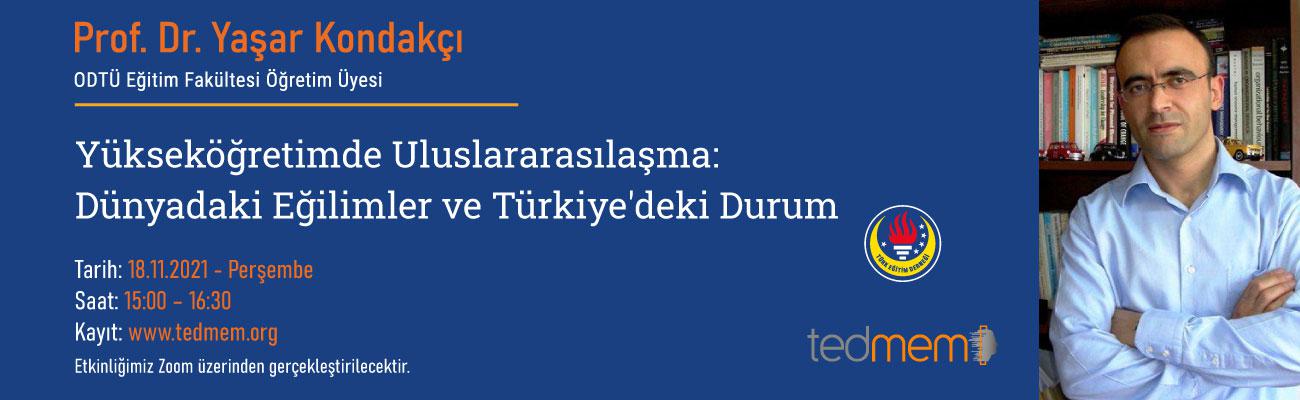 Prof. Dr. Yaşar Kondakçı
ODTÜ Eğitim Fakültesi Öğretim Üyesi
Yükseköğretimde Uluslararasılaşma:
Dünyadaki Eğilimler ve Türkiye'deki Durum
Tarih: 18.11.2021 - Perşembe
Saat: 15:00 – 16:30
Kayıt: www.tedmem.org
Etkinliğimiz Zoom üzerinden gerçekleştirilecektir.
TÜRK EĞİTİM DERNEĞİ
tedmem
organizational behavior